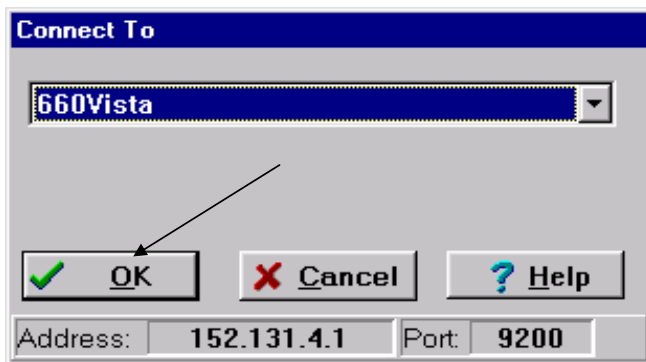 Connect To
660Vista
OK Cancel ? Help
Address: 152.131.4.1 Port: 9200